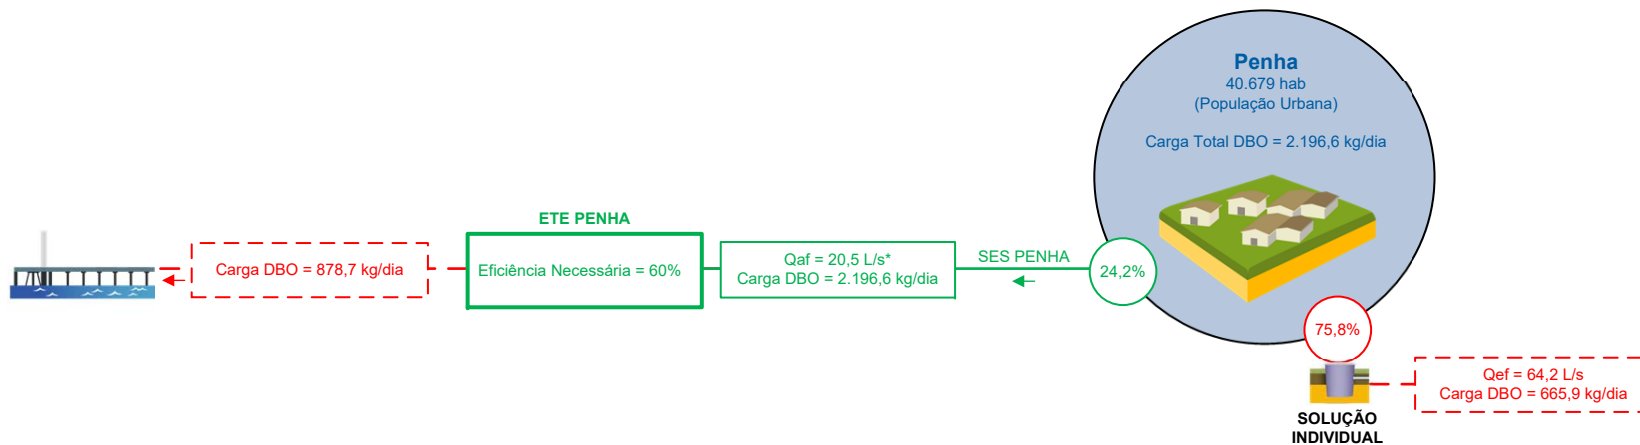 Penha
40.679 hab
(População Urbana)
Carga Total DBO = 2.196,6 kg/dia
ETE PENHA
Carga DBO = 878,7 kg/dia
Eficiência Necessária = 60%
Qaf = 20,5 L/s*
Carga DBO = 2.196,6 kg/dia
SES PENHA
24,2%
75,8%
Qef = 64,2 L/s
Carga DBO = 665,9 kg/dia
SOLUÇÃO
INDIVIDUAL